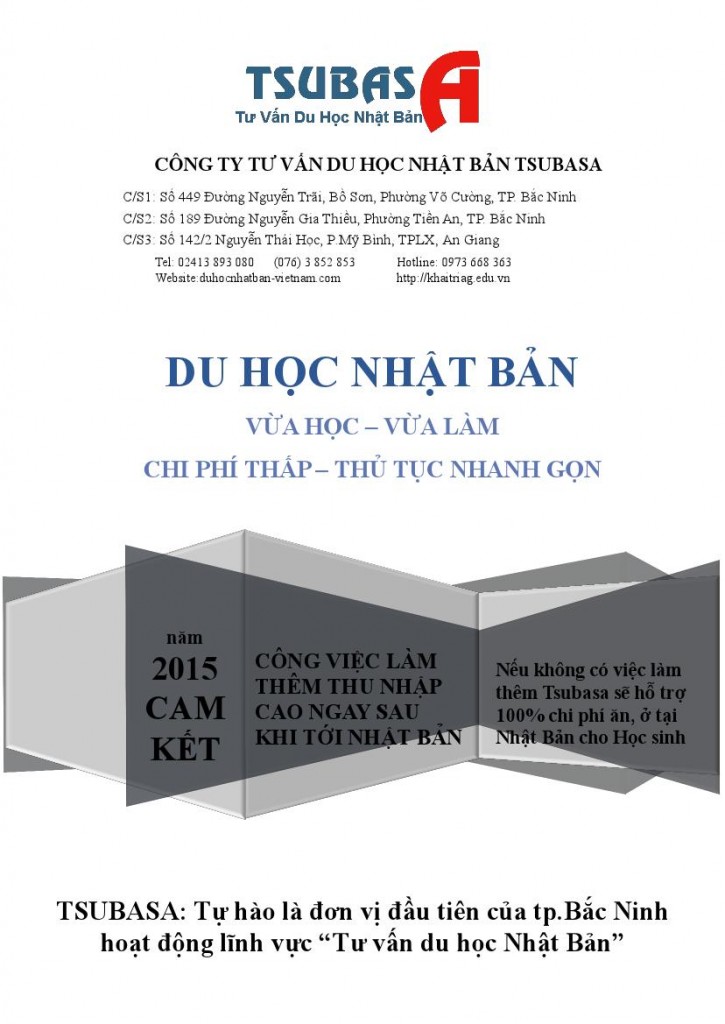 TSUBASA
Tư Vấn Du Học Nhật Bản
CÔNG TY TƯ VẤN DU HỌC NHẬT BẢN TSUBASA
C/S1: Số 449 Đường Nguyễn Trãi, Bồ Sơn, Phường Võ Cường, TP. Bắc Ninh
C/S2: Số 189 Đường Nguyễn Gia Thiều, Phường Tiền An, TP. Bắc Ninh
C/S3: Số 142/2 Nguyễn Thái Học, P.Mỹ Bình, TPLX, An Giang
Tel: 02413 893 080 (076) 3 852 853 Hotline: 0973 668 363
Website:duhocnhatban-vietnam.com http://khaitriag.edu.vn
DU HỌC NHẬT BẢN
VỪA HỌC – VỪA LÀM
CHI PHÍ THẤP – THỦ TỤC NHANH GỌN
năm
2015
CAM
KẾT
CÔNG VIỆC LÀM
THÊM THU NHẬP
CAO NGAY SAU
KHI TỚI NHẬT BẢN
Nếu không có việc làm
thêm Tsubasa sẽ hỗ trợ
100% chi phí ăn, ở tại
Nhật Bản cho Học sinh
TSUBASA: Tự hào là đơn vị đầu tiên của tp.Bắc Ninh
hoạt động lĩnh vực “Tư vấn du học Nhật Bản”